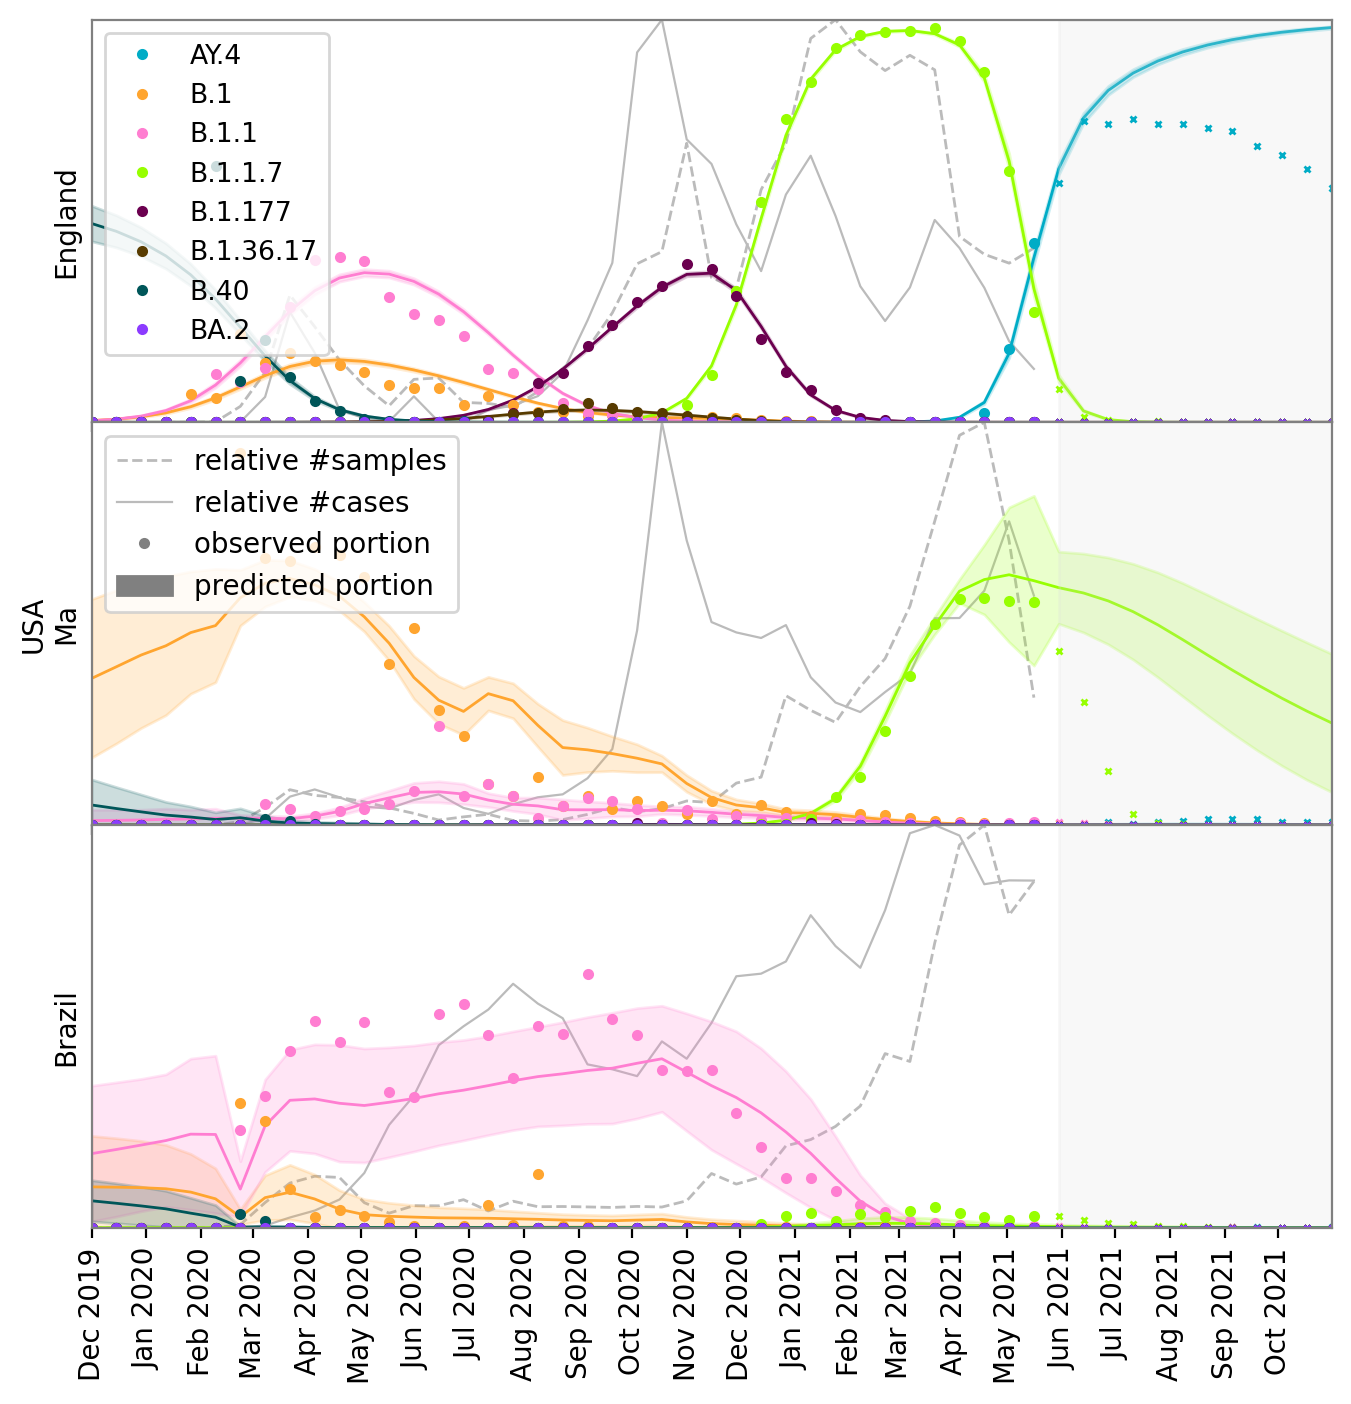 England
AY.4
B.1
B.1.1
B.1.1.7
B.1.177
B.1.36.17
B.40
BA.2
USA
Ma
relative #samples
relative #cases
observed portion
predicted portion
Brazil
Dec 2019
Jan 2020
Feb 2020
Mar 2020
Apr 2020
May 2020
Jun 2020
Jul 2020
Aug 2020
Sep 2020
Oct 2020
Nov 2020
Dec 2020
Jan 2021
Feb 2021
Mar 2021
Apr 2021
May 2021
Jun 2021
Jul 2021
Aug 2021
Sep 2021
Oct 2021